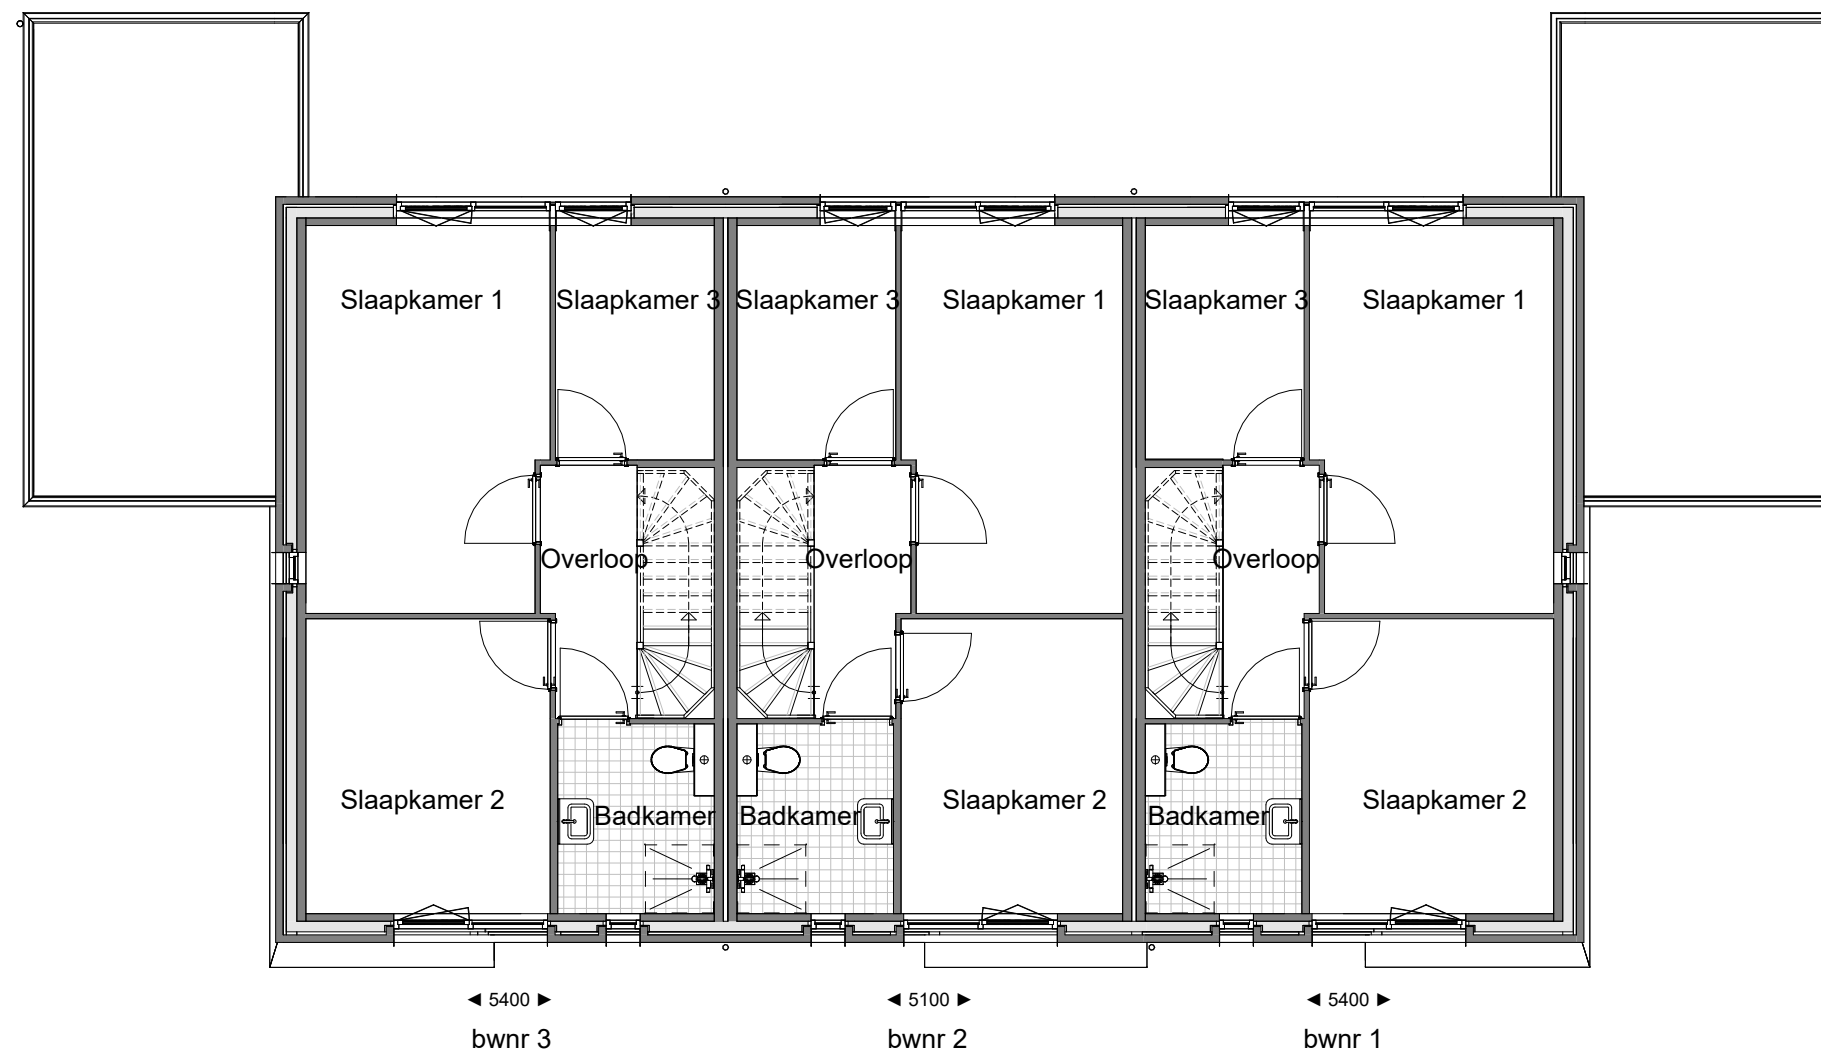 Slaapkamer 1
Slaapkamer 3
Slaapkamer 3
Slaapkamer 1
Slaapkamer 3
Slaapkamer 1
Overloop
Overloop
Overloop
Slaapkamer 2
Badkamer
Badkamer
Slaapkamer 2
Badkamer
Slaapkamer 2
◄ 5400 ►
◄ 5100 ►
◄ 5400 ►
bwnr 3
bwnr 2
bwnr 1